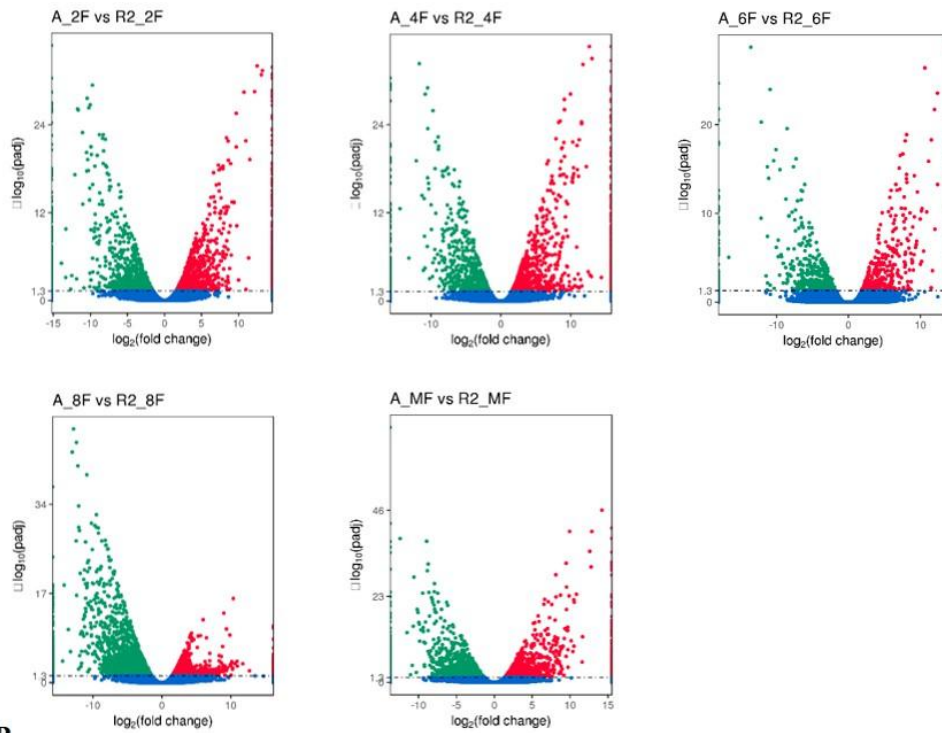 A_2F vs R2_2F
A_4F vs R2_4F
A_6F vs R2_6F
□ log10(padj)
24
12
1.3
0
-15 -10 -5 0 5 10
log2(fold change)
□ log10(padj)
24
12
1.3
0
-10 0 10
log2(fold change)
□ log10(padj)
20
10
1.3
0
-10 0 10
log2(fold change)
A_8F vs R2_8F
A_MF vs R2_MF
□ log10(padj)
34
17
1.3
0
-10 0 10
log2(fold change)
□ log10(padj)
46
23
1.3
0
-10 -5 0 5 10 15
log2(fold change)